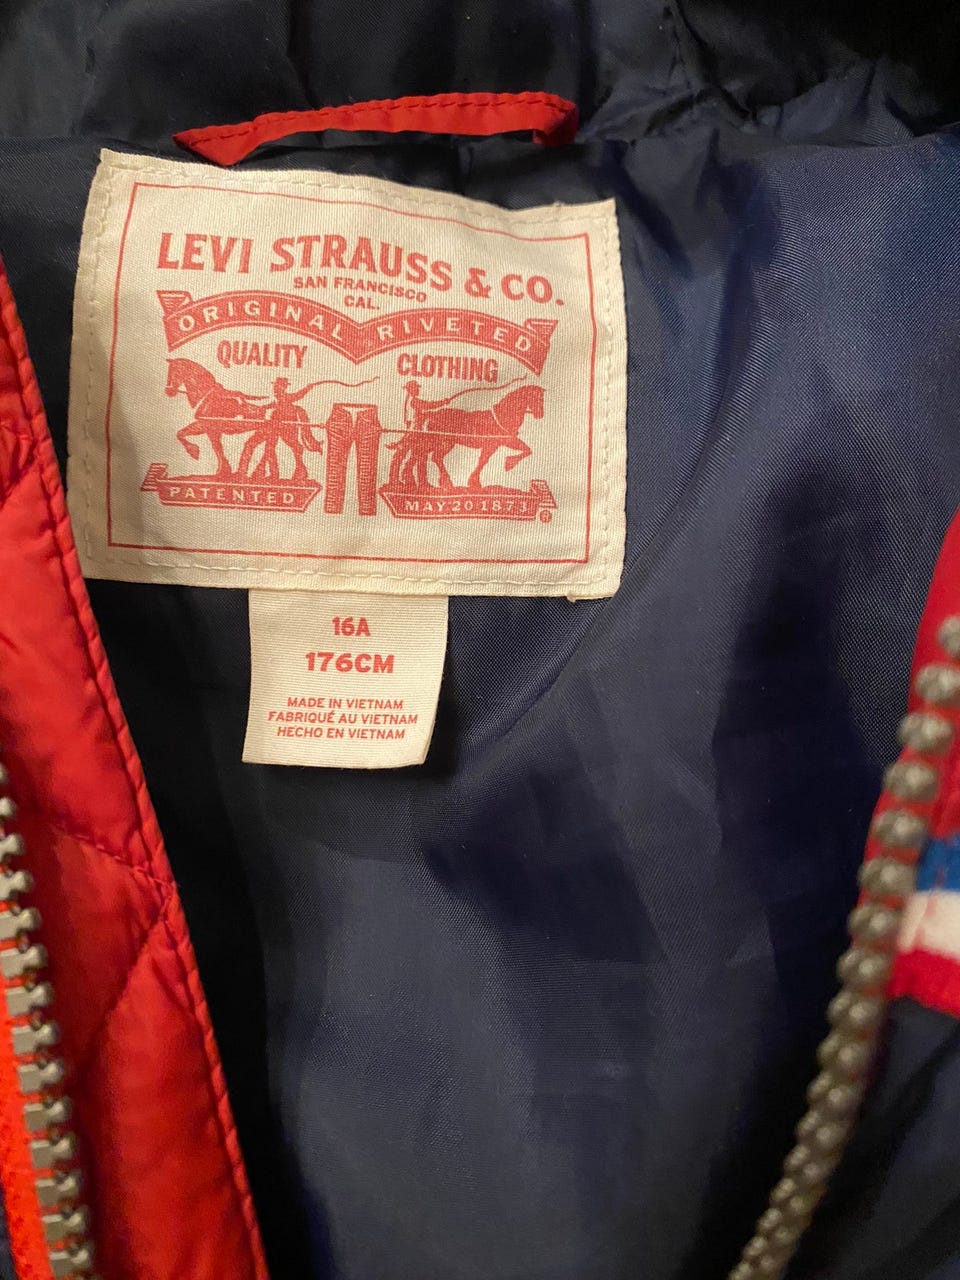 LEVI STRAUSS & CO.
SAN FRANCISCO
CAL.
ORIGINAL RIVETED
QUALITY CLOTHING
PATENTED MAY 20 1873 ®
16A
176CM
MADE IN VIETNAM
FABRIQUÉ AU VIETNAM
HECHO EN VIETNAM